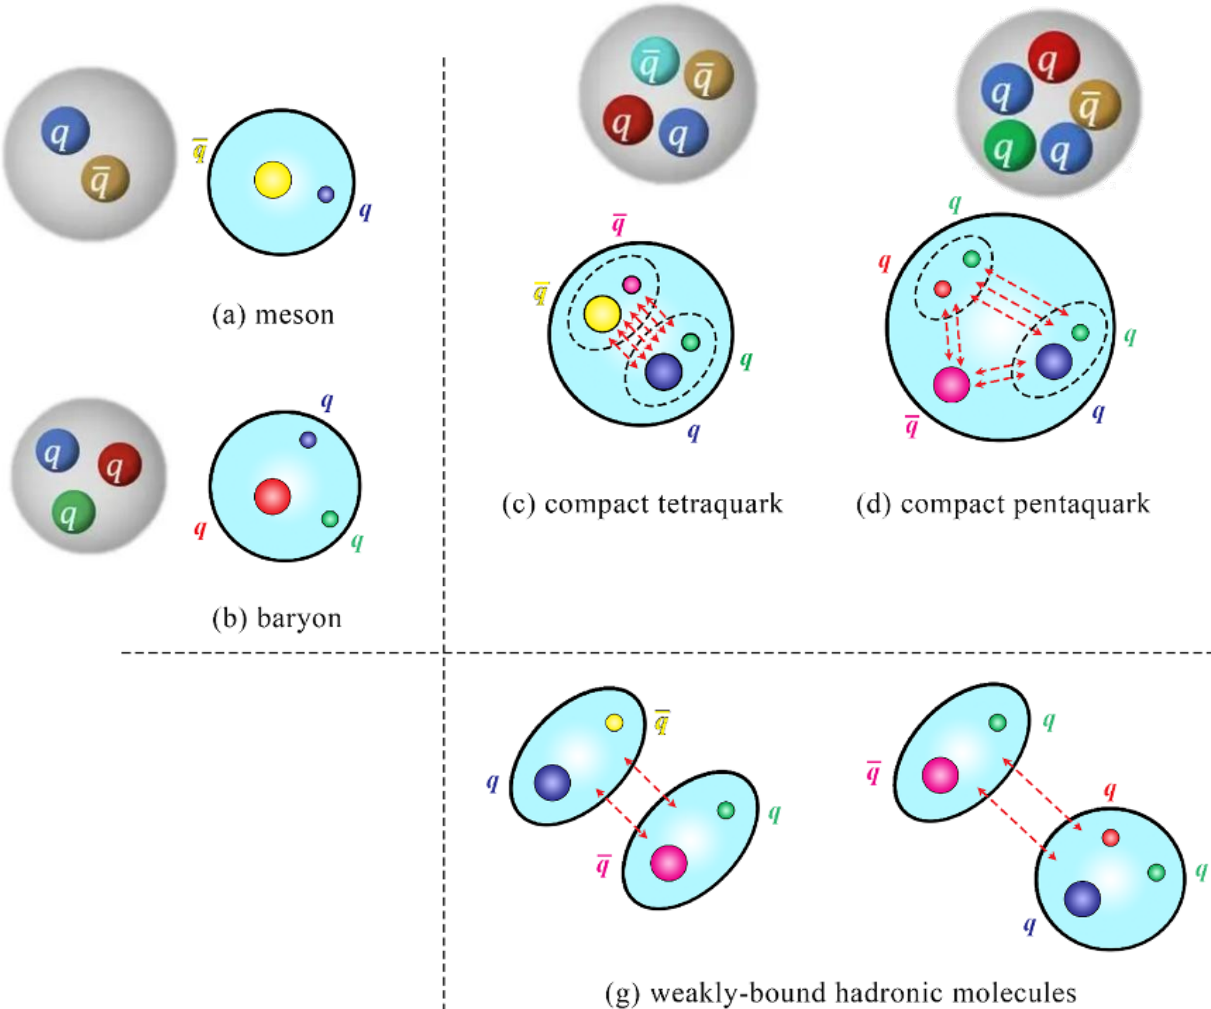 q
q̄
q̄
q
(a) meson
q
q
q
q
q
q
(b) baryon
q̄
q̄
q
q
q̄
q̄
q
q
(c) compact tetraquark
q
q
q̄
q
q
q
q
q
q̄
q
(d) compact pentaquark
q̄
q
q
q̄
q
q̄
q
q
q
(g) weakly-bound hadronic molecules